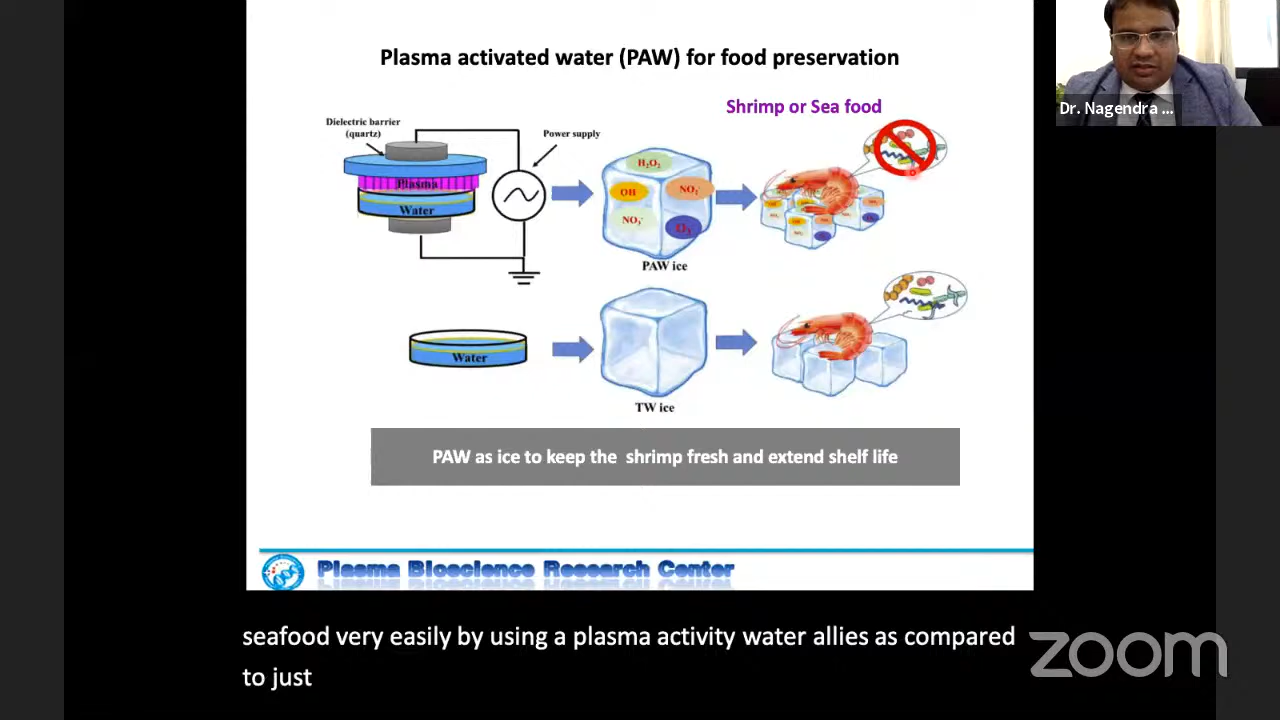 Plasma activated water (PAW) for food preservation
Shrimp or Sea food
Dr. Nagendra ...
Dielectric barrier
(quartz)
Power supply
Plasma
Water
H₂O₂
OH
NO₂⁻
NO₃⁻
PAW ice
Water
TW ice
PAW as ice to keep the shrimp fresh and extend shelf life
Plasma Bioscience Research Center
seafood very easily by using a plasma activity water allies as compared
to just
zoom